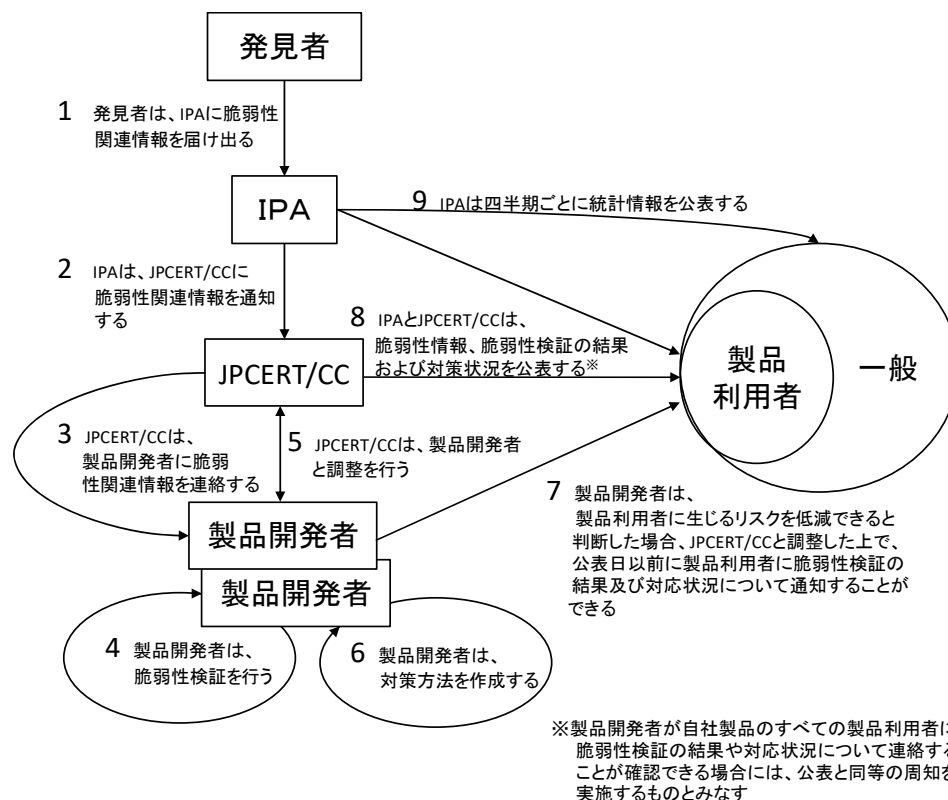 発見者
1 発見者は、IPAに脆弱性
関連情報を届け出る
IPA
9 IPAは四半期ごとに統計情報を公表する
2 IPAは、JPCERT/CCに
脆弱性関連情報を通知
する
8 IPAとJPCERT/CCは、
脆弱性情報、脆弱性検証の結果
および対策状況を公表する※
JPCERT/CC
製品
利用者
一般
3 JPCERT/CCは、
製品開発者に脆弱
性関連情報を連絡する
5 JPCERT/CCは、製品開発者
と調整を行う
7 製品開発者は、
製品利用者に生じるリスクを低減できると
判断した場合、JPCERT/CCと調整した上で、
公表日以前に製品利用者に脆弱性検証の
結果及び対応状況について通知することが
できる
製品開発者
製品開発者
4 製品開発者は、
脆弱性検証を行う
6 製品開発者は、
対策方法を作成する
※製品開発者が自社製品のすべての製品利用者に
脆弱性検証の結果や対応状況について連絡する
ことが確認できる場合には、公表と同等の周知を
実施するものとみなす